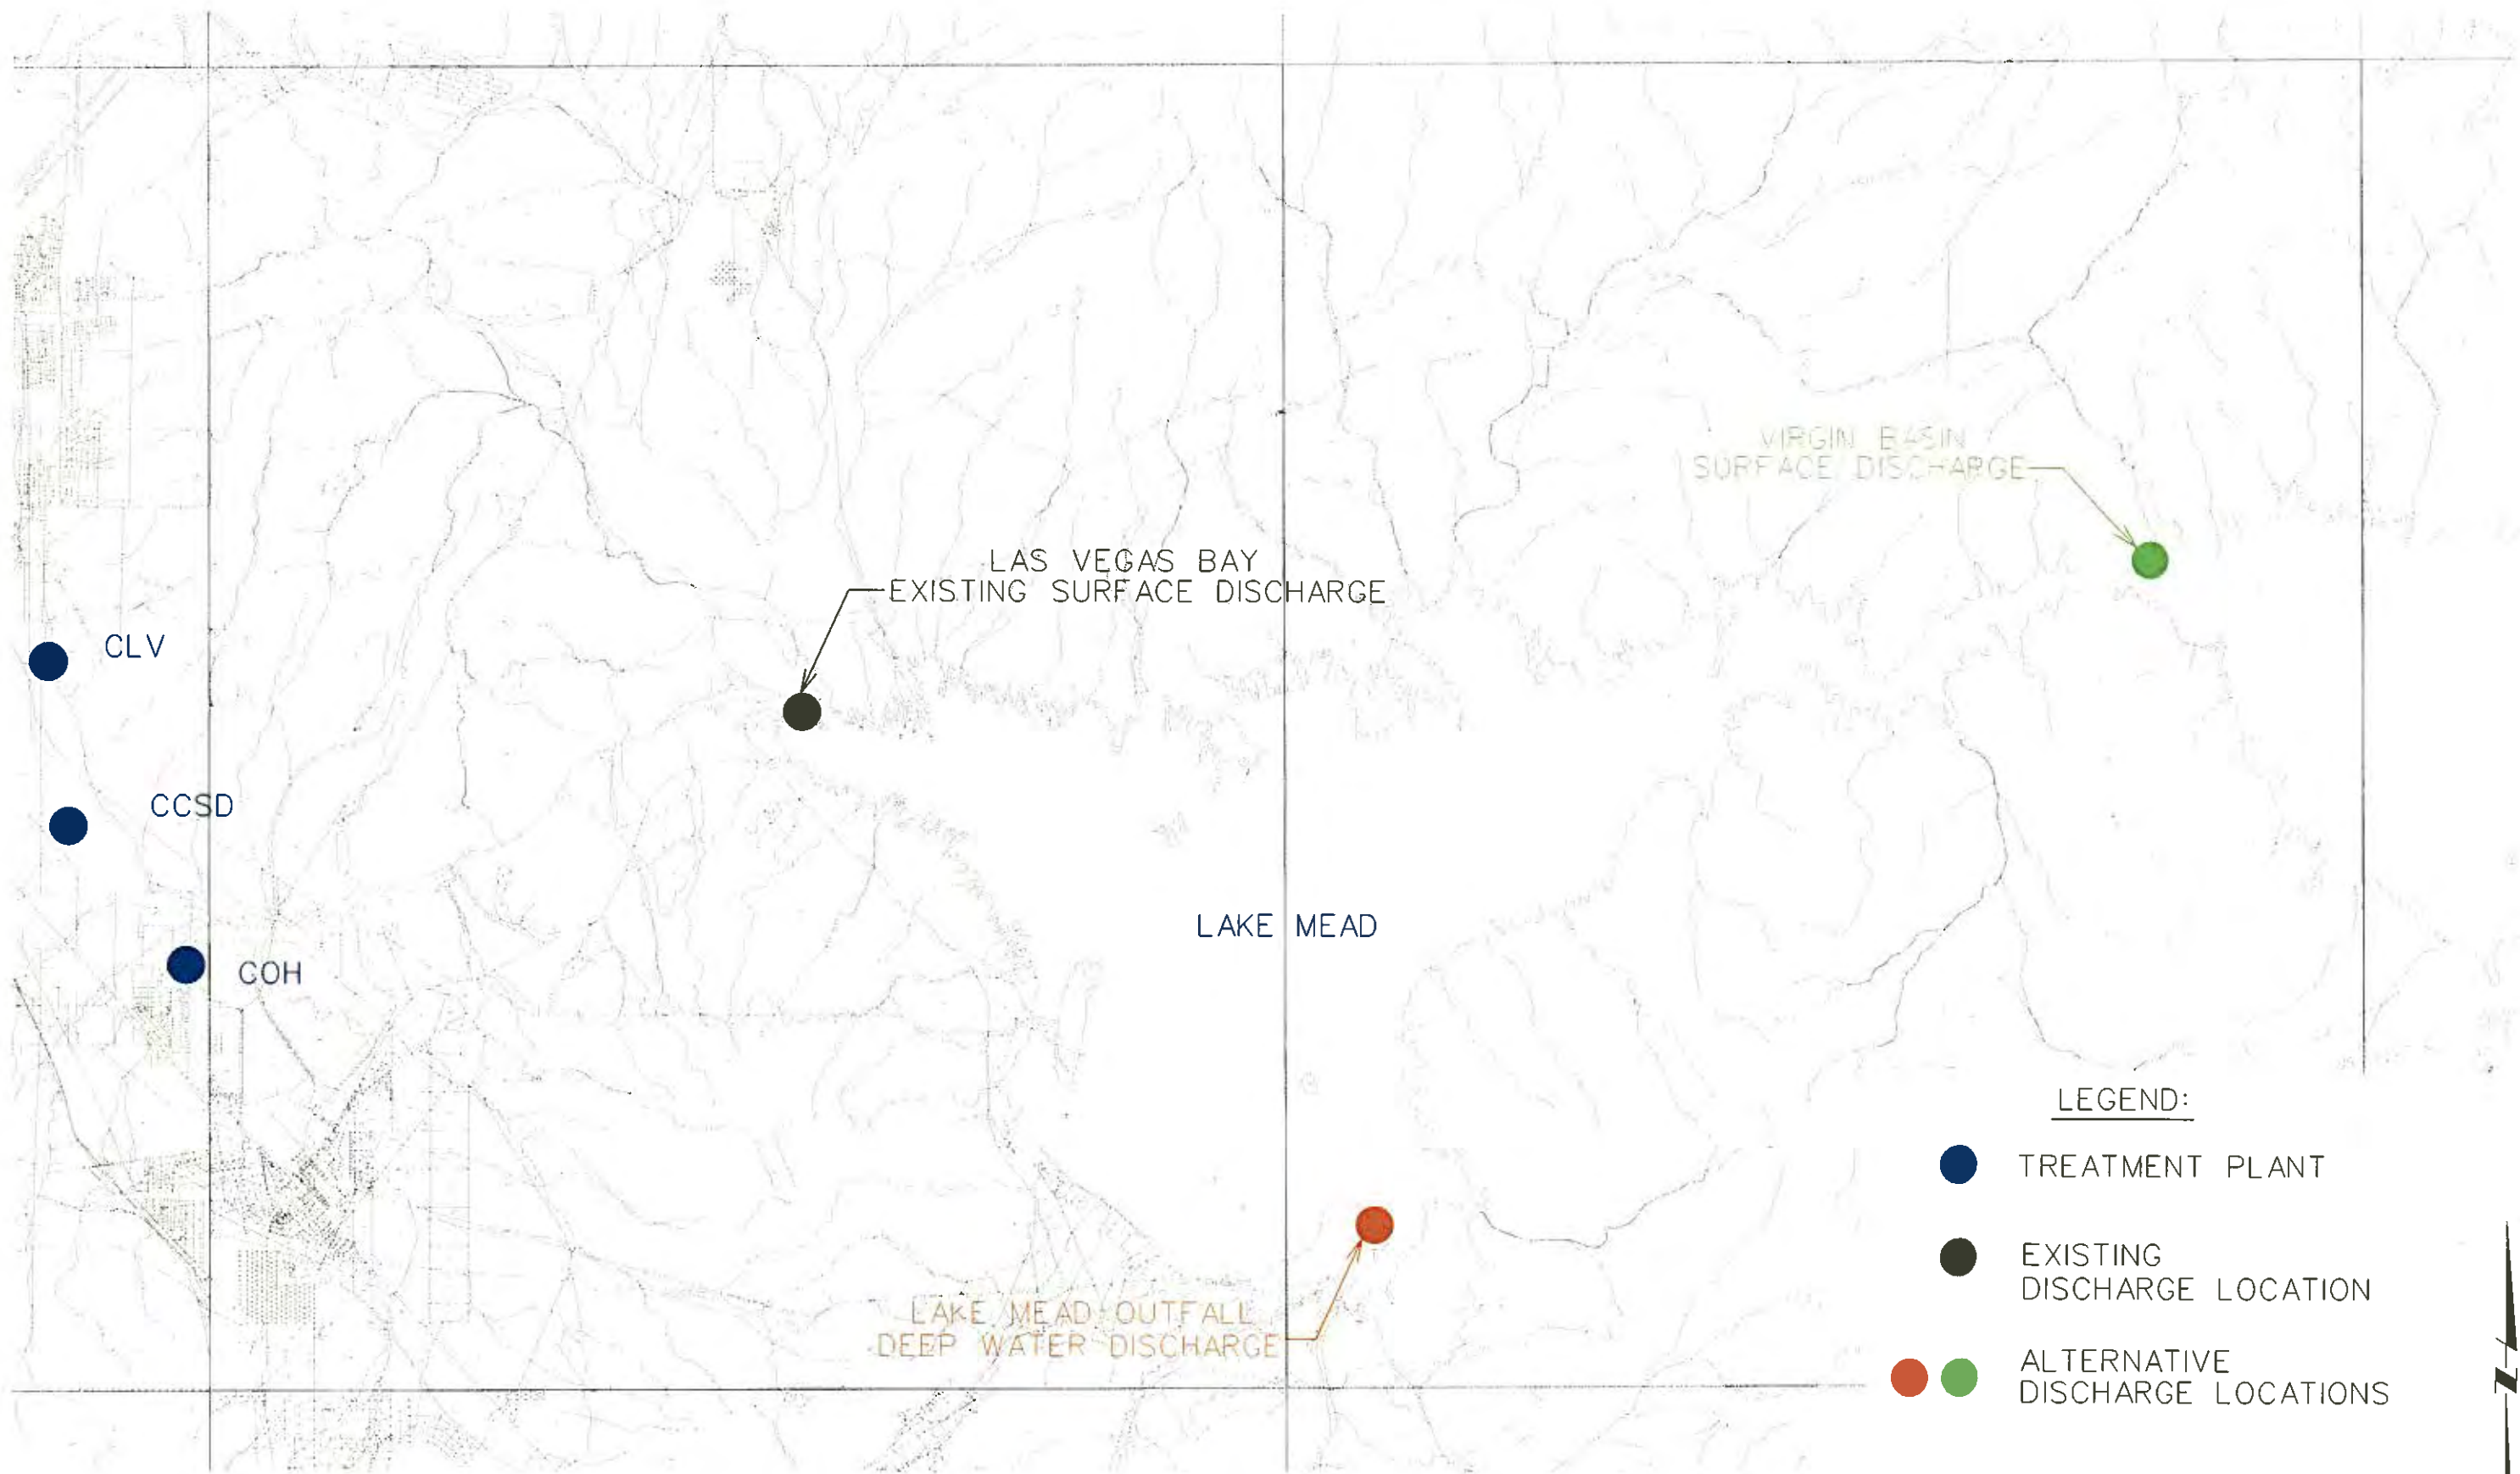 VIRGIN BASIN
SURFACE DISCHARGE
LAS VEGAS BAY
EXISTING SURFACE DISCHARGE
CLV
CCSD
COH
LAKE MEAD
LAKE MEAD OUTFALL
DEEP WATER DISCHARGE
LEGEND:
TREATMENT PLANT
EXISTING
DISCHARGE LOCATION
ALTERNATIVE
DISCHARGE LOCATIONS
N